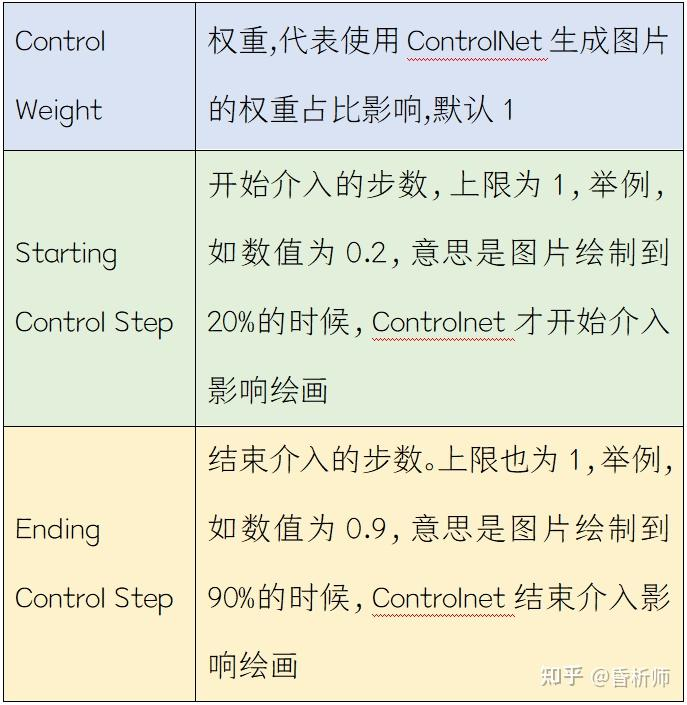 Control
Weight
权重,代表使用 ControlNet 生成图片
的权重占比影响,默认 1
Starting
Control Step
开始介入的步数，上限为 1，举例，
如数值为 0.2，意思是图片绘制到
20%的时候，Controlnet 才开始介入
影响绘画
Ending
Control Step
结束介入的步数。上限也为 1，举例，
如数值为 0.9，意思是图片绘制到
90%的时候，Controlnet 结束介入影
响绘画
知乎 @昏析师